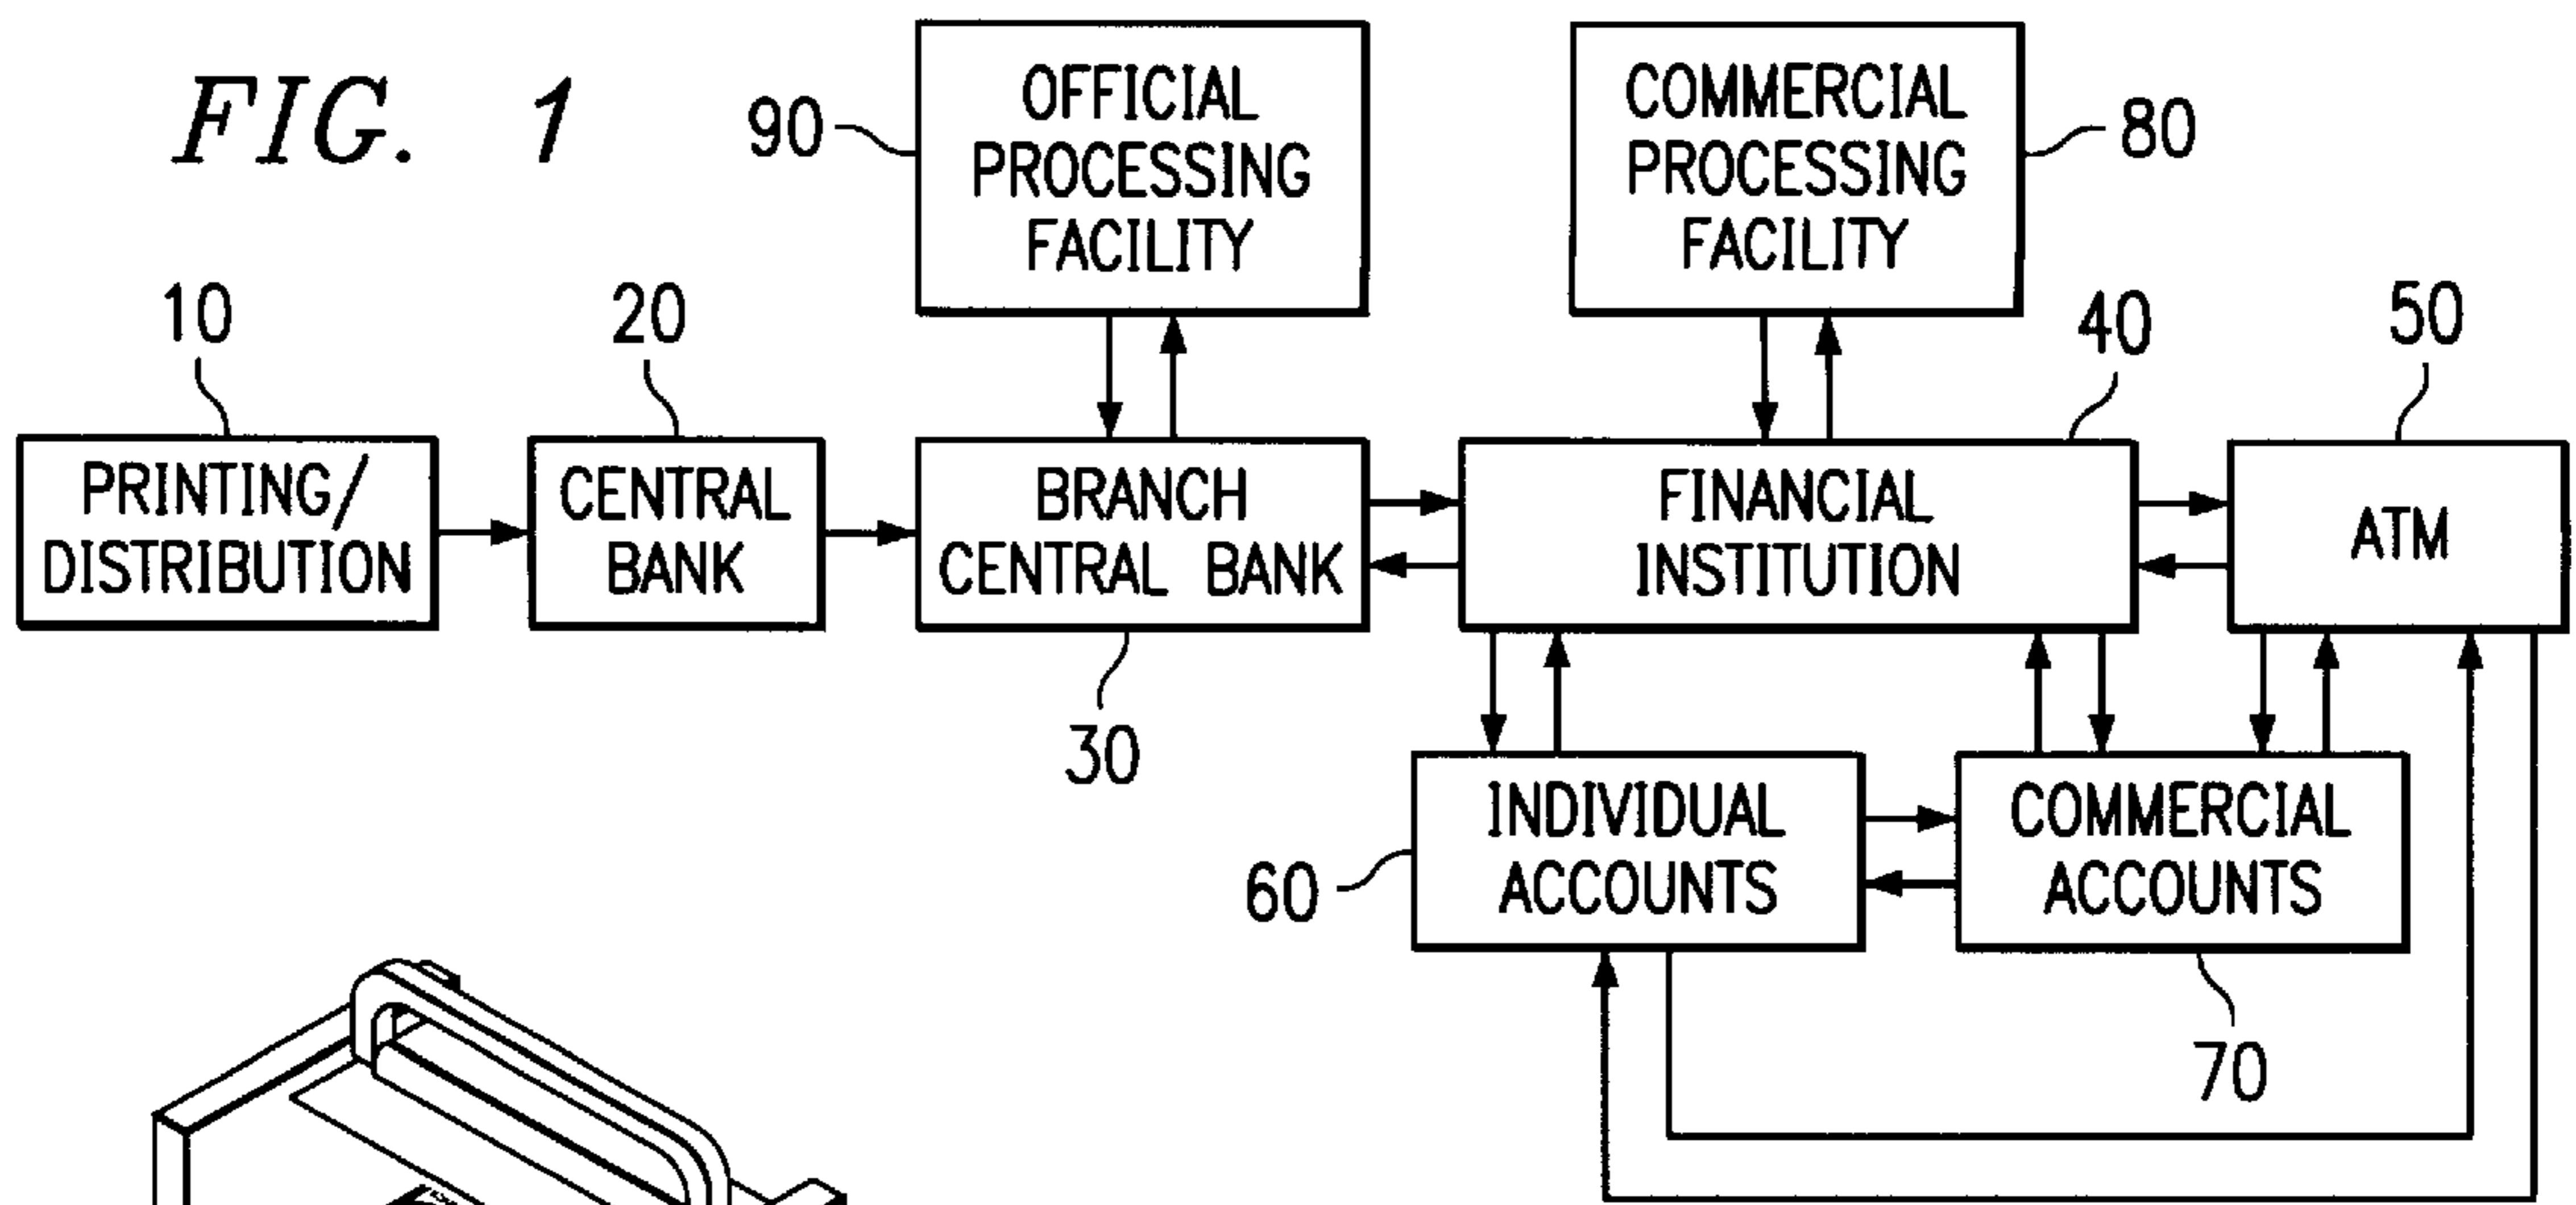 FIG. 1
90
OFFICIAL
PROCESSING
FACILITY
COMMERCIAL
PROCESSING
FACILITY
80
10
20
40
50
PRINTING/
DISTRIBUTION
CENTRAL
BANK
BRANCH
CENTRAL BANK
FINANCIAL
INSTITUTION
ATM
30
60
INDIVIDUAL
ACCOUNTS
COMMERCIAL
ACCOUNTS
70